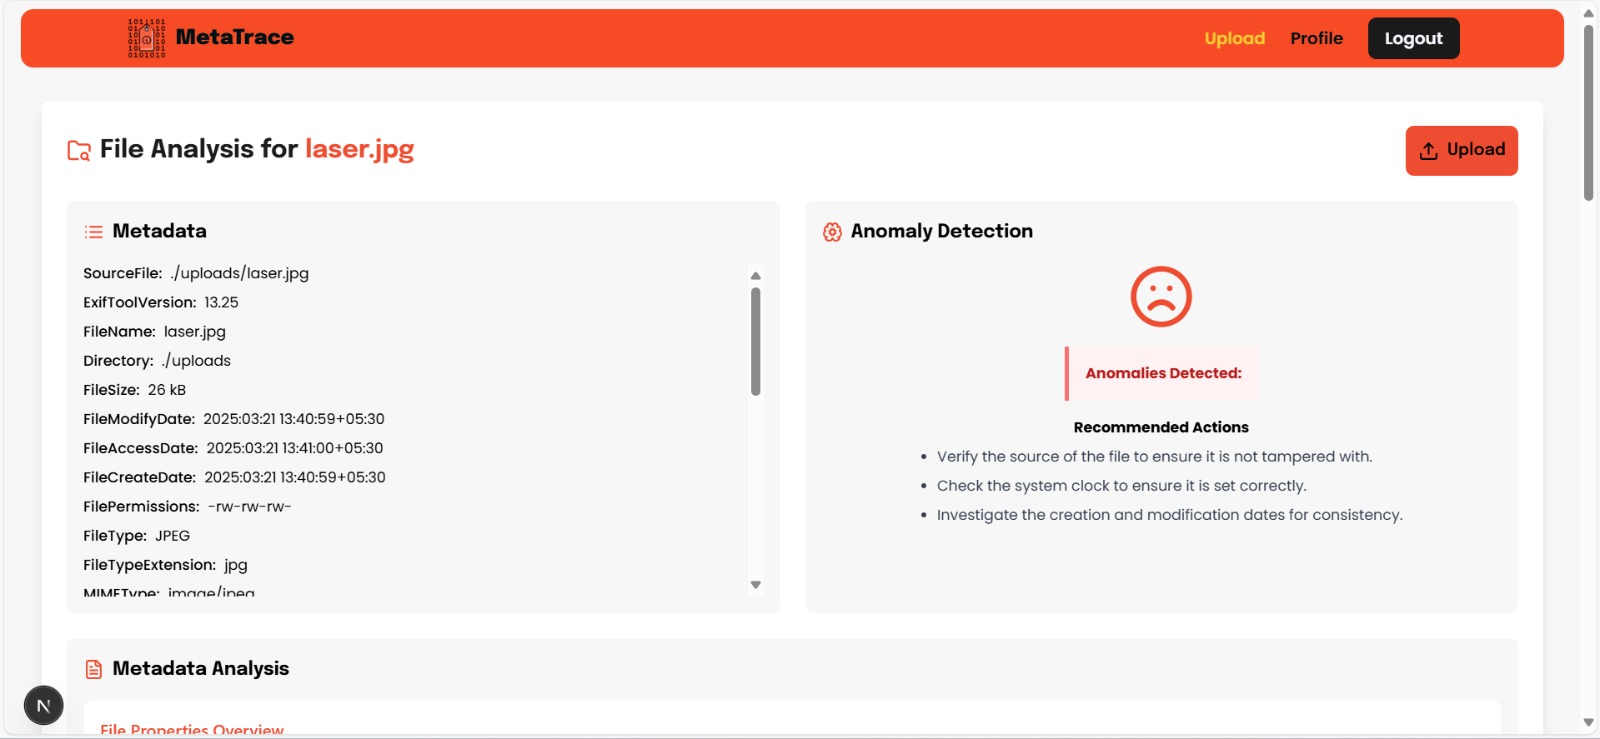 MetaTrace
Upload
Profile
Logout
File Analysis for laser.jpg
Upload
Metadata
SourceFile: ./uploads/laser.jpg
ExifToolVersion: 13.25
FileName: laser.jpg
Directory: ./uploads
FileSize: 26 kB
FileModifyDate: 2025:03:21 13:40:59+05:30
FileAccessDate: 2025:03:21 13:41:00+05:30
FileCreateDate: 2025:03:21 13:40:59+05:30
FilePermissions: -rw-rw-rw-
FileType: JPEG
FileTypeExtension: jpg
MIMEType: image/jpeg
Anomaly Detection
Anomalies Detected:
Recommended Actions
• Verify the source of the file to ensure it is not tampered with.
• Check the system clock to ensure it is set correctly.
• Investigate the creation and modification dates for consistency.
Metadata Analysis
File Properties Overview
N